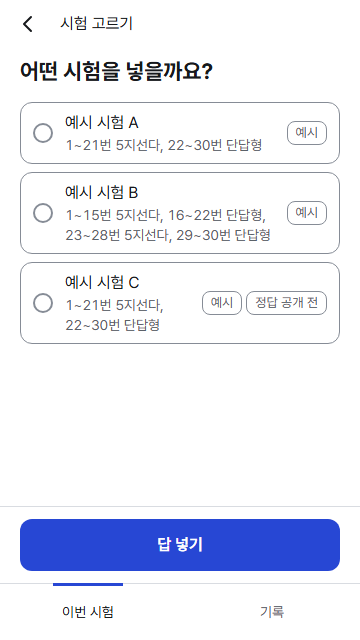 시험 고르기
어떤 시험을 넣을까요?
예시 시험 A
1~21번 5지선다, 22~30번 단답형
예시
예시 시험 B
1~15번 5지선다, 16~22번 단답형,
23~28번 5지선다, 29~30번 단답형
예시
예시 시험 C
1~21번 5지선다,
22~30번 단답형
예시 정답 공개 전
답 넣기
이번 시험 기록